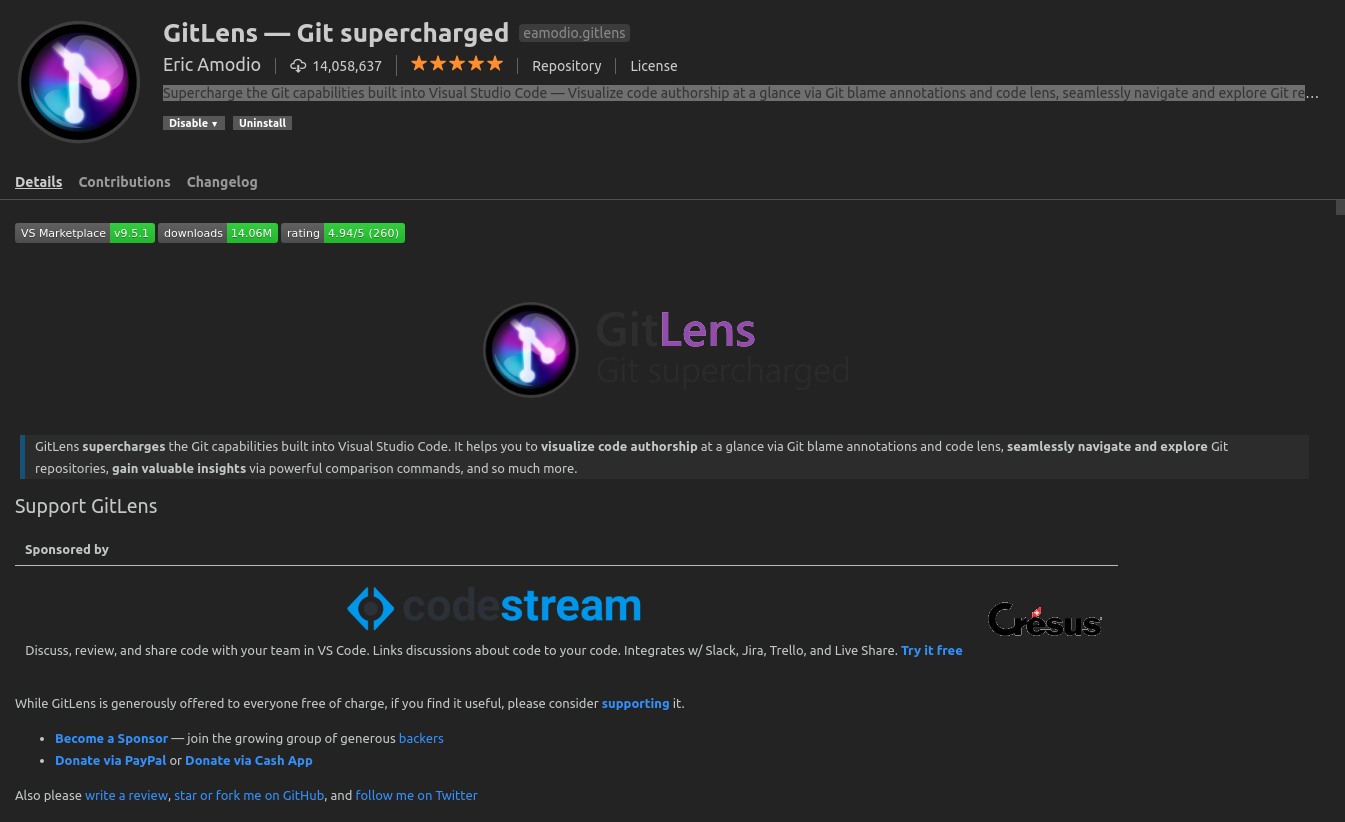 GitLens — Git supercharged eamodio.gitlens
Eric Amodio 14,058,637 Repository License
Supercharge the Git capabilities built into Visual Studio Code — Visualize code authorship at a glance via Git blame annotations and code lens, seamlessly navigate and explore Git re...
Disable ▾ Uninstall
Details Contributions Changelog
VS Marketplace v9.5.1 downloads 14.06M rating 4.94/5 (260)
GitLens
Git supercharged
GitLens supercharges the Git capabilities built into Visual Studio Code. It helps you to visualize code authorship at a glance via Git blame annotations and code lens, seamlessly navigate and explore Git
repositories, gain valuable insights via powerful comparison commands, and so much more.
Support GitLens
Sponsored by
codestream
Crésus
Discuss, review, and share code with your team in VS Code. Links discussions about code to your code. Integrates w/ Slack, Jira, Trello, and Live Share. Try it free
While GitLens is generously offered to everyone free of charge, if you find it useful, please consider supporting it.
• Become a Sponsor — join the growing group of generous backers
• Donate via PayPal or Donate via Cash App
Also please write a review, star or fork me on GitHub, and follow me on Twitter